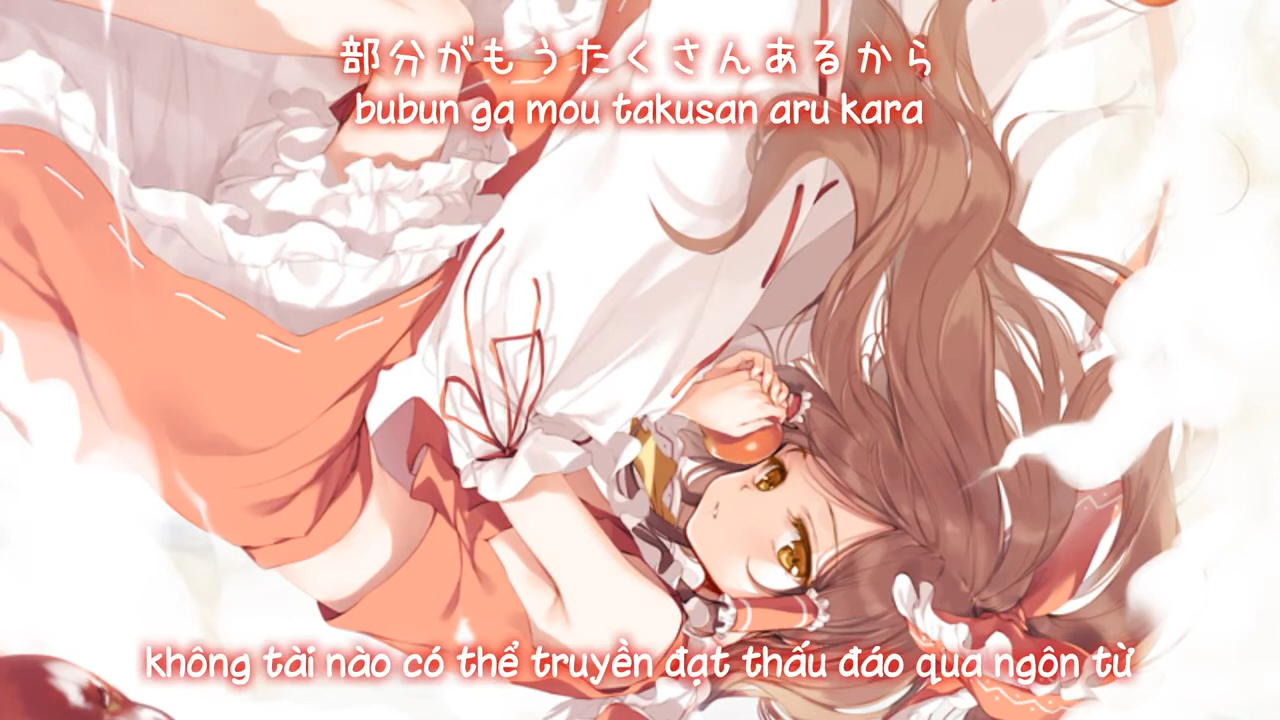 部分がもうたくさんあるから
bubun ga mou takusan aru kara
không tài nào có thể truyền đạt thấu đáo qua ngôn từ